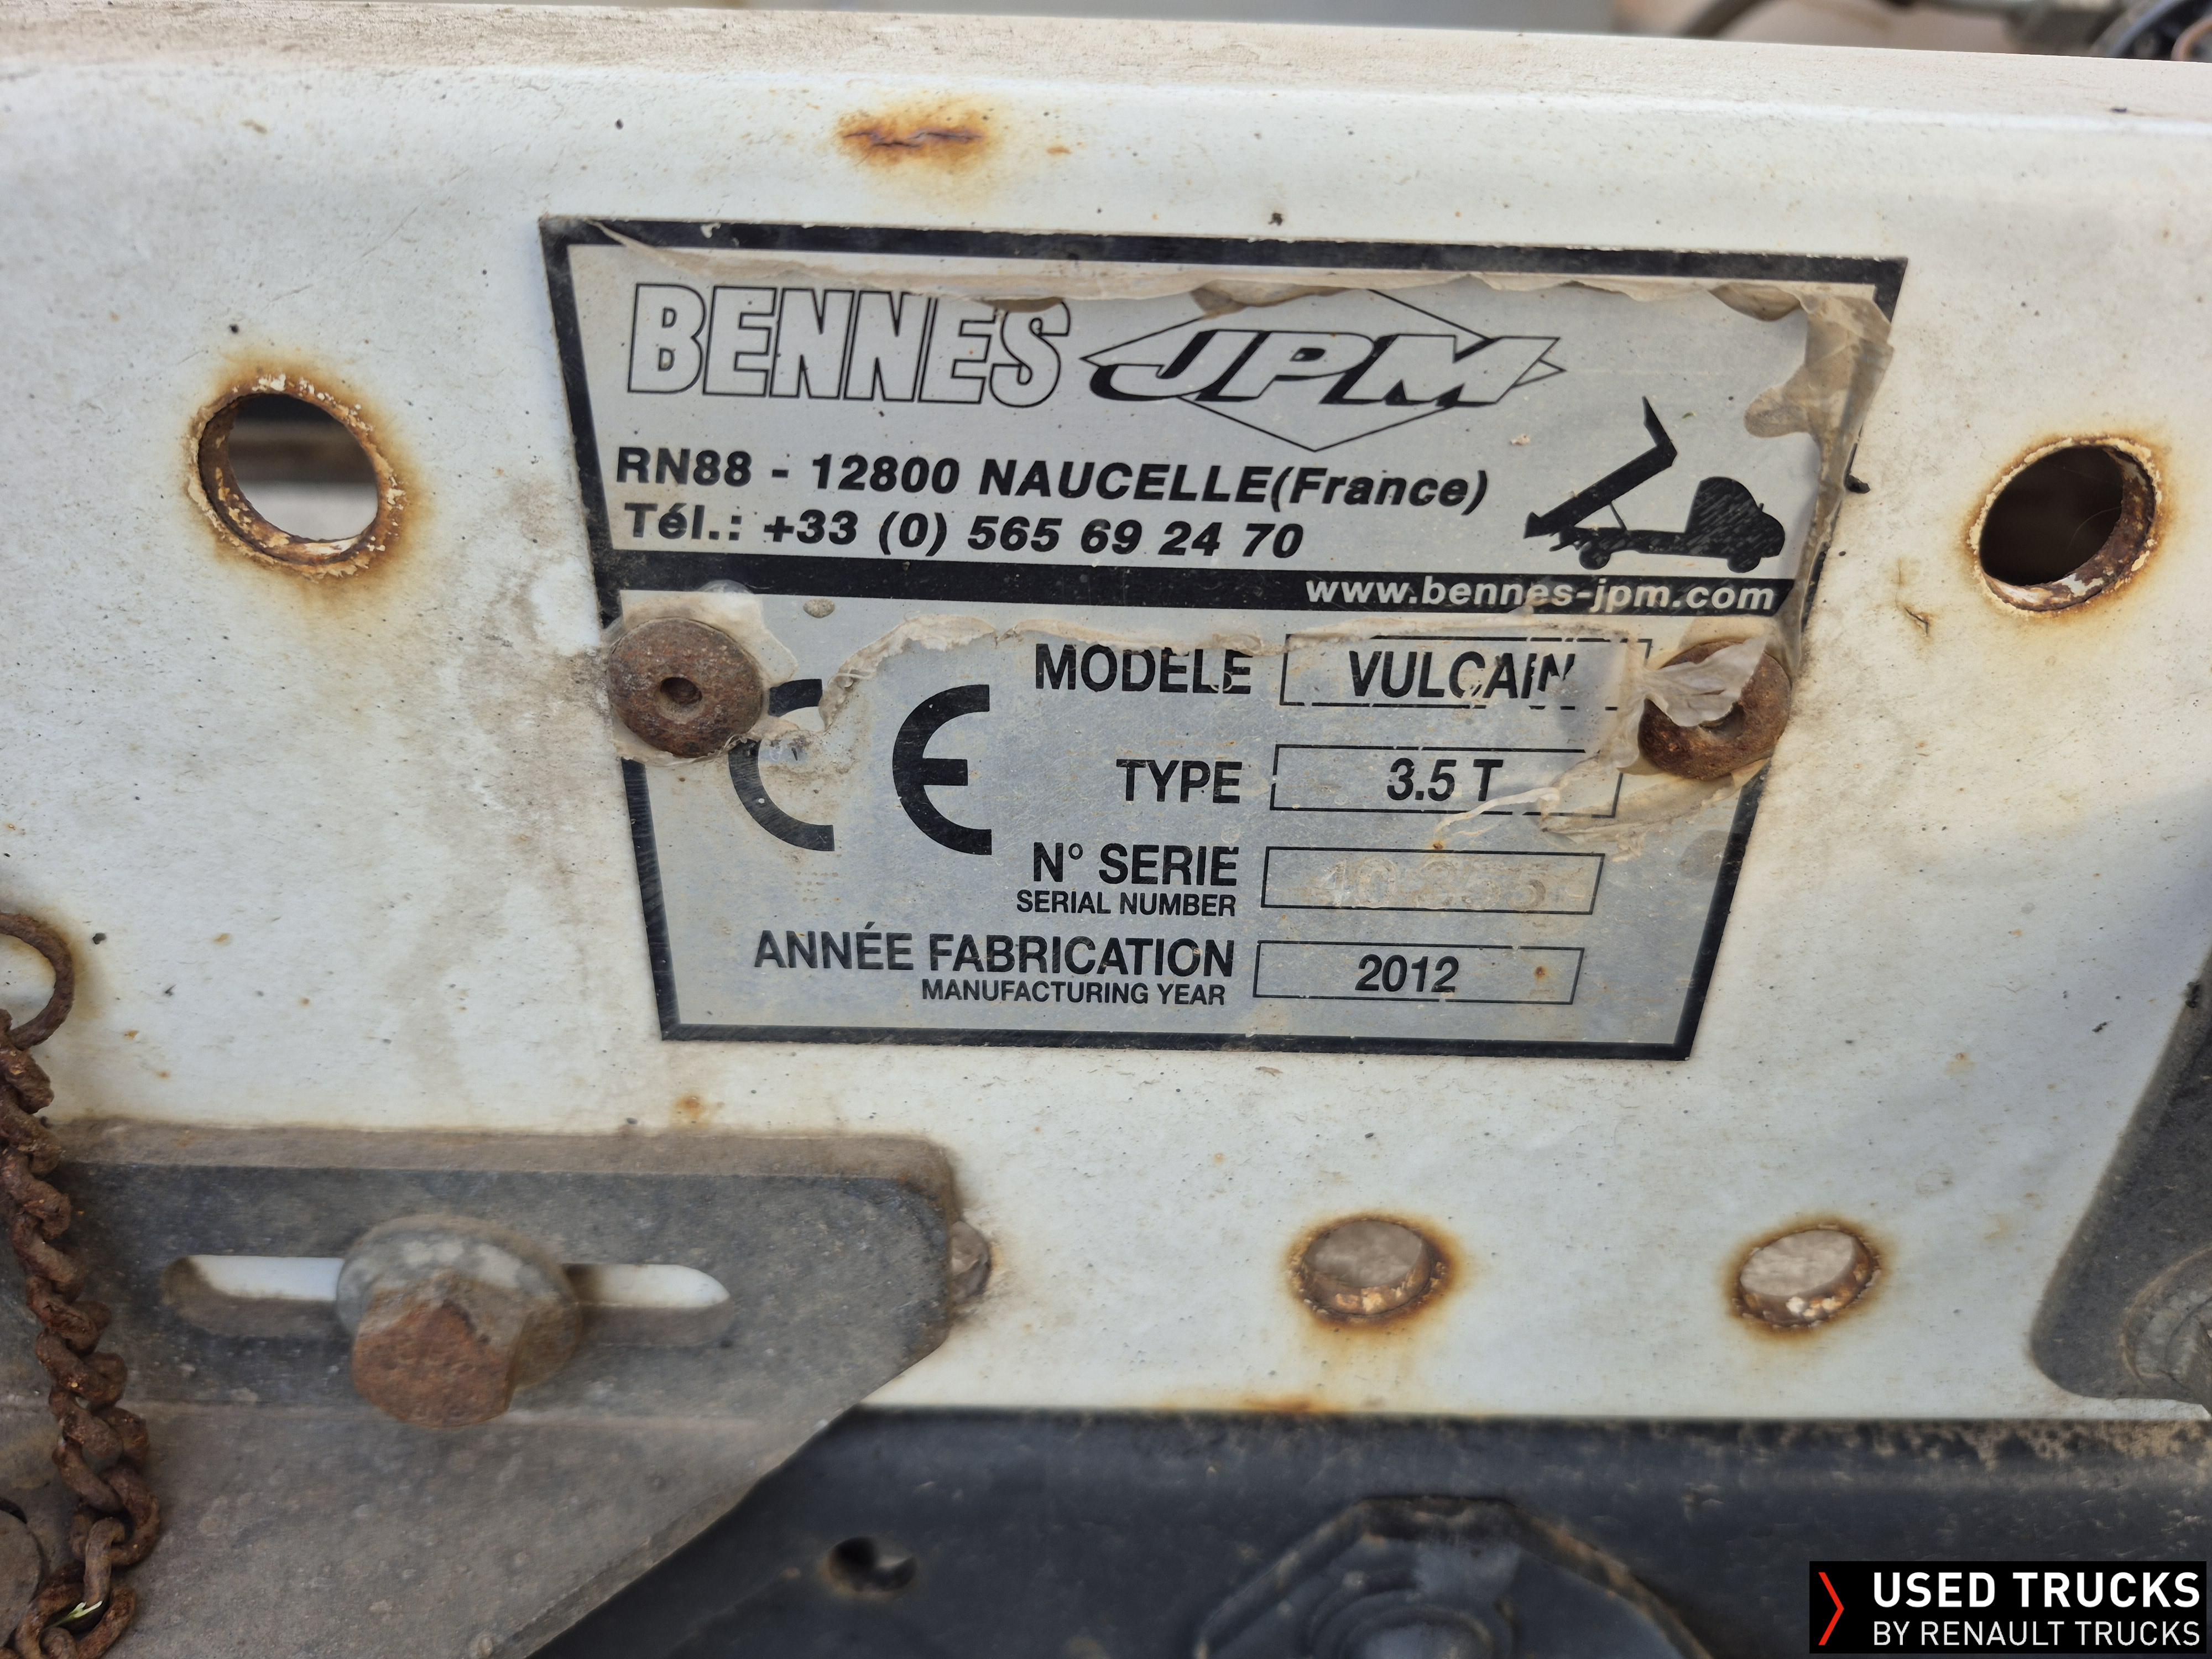 BENNES JPM
RN88 - 12800 NAUCELLE(France)
Tél.: +33 (0) 565 69 24 70
www.bennes-jpm.com
CE
MODELE VULCAIN
TYPE 3.5 T
N° SERIE
SERIAL NUMBER
ANNÉE FABRICATION 2012
MANUFACTURING YEAR
USED TRUCKS
BY RENAULT TRUCKS